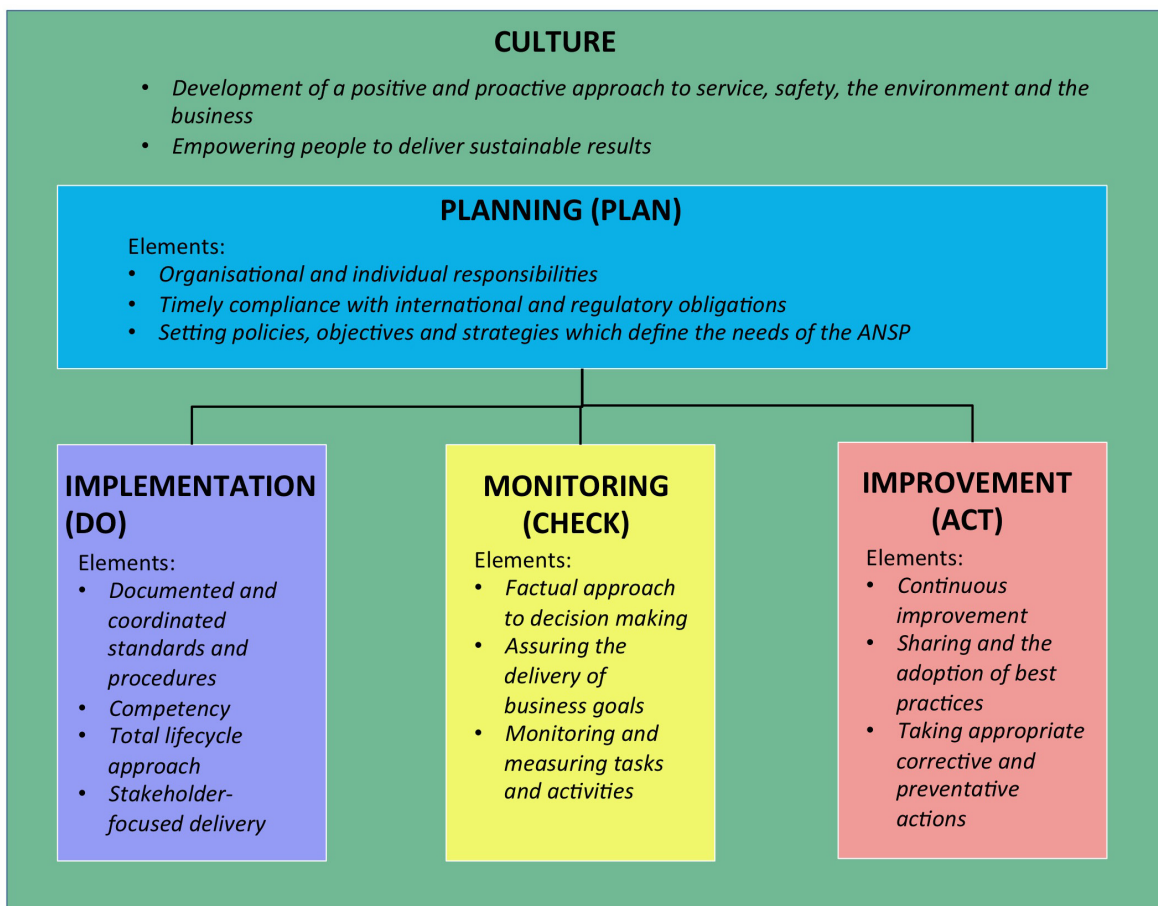 CULTURE
• Development of a positive and proactive approach to service, safety, the environment and the
business
• Empowering people to deliver sustainable results
PLANNING (PLAN)
Elements:
• Organisational and individual responsibilities
• Timely compliance with international and regulatory obligations
• Setting policies, objectives and strategies which define the needs of the ANSP
IMPLEMENTATION
(DO)
Elements:
• Documented and
coordinated
standards and
procedures
• Competency
• Total lifecycle
approach
• Stakeholder-
focused delivery
MONITORING
(CHECK)
Elements:
• Factual approach
to decision making
• Assuring the
delivery of
business goals
• Monitoring and
measuring tasks
and activities
IMPROVEMENT
(ACT)
Elements:
• Continuous
improvement
• Sharing and the
adoption of best
practices
• Taking appropriate
corrective and
preventative
actions